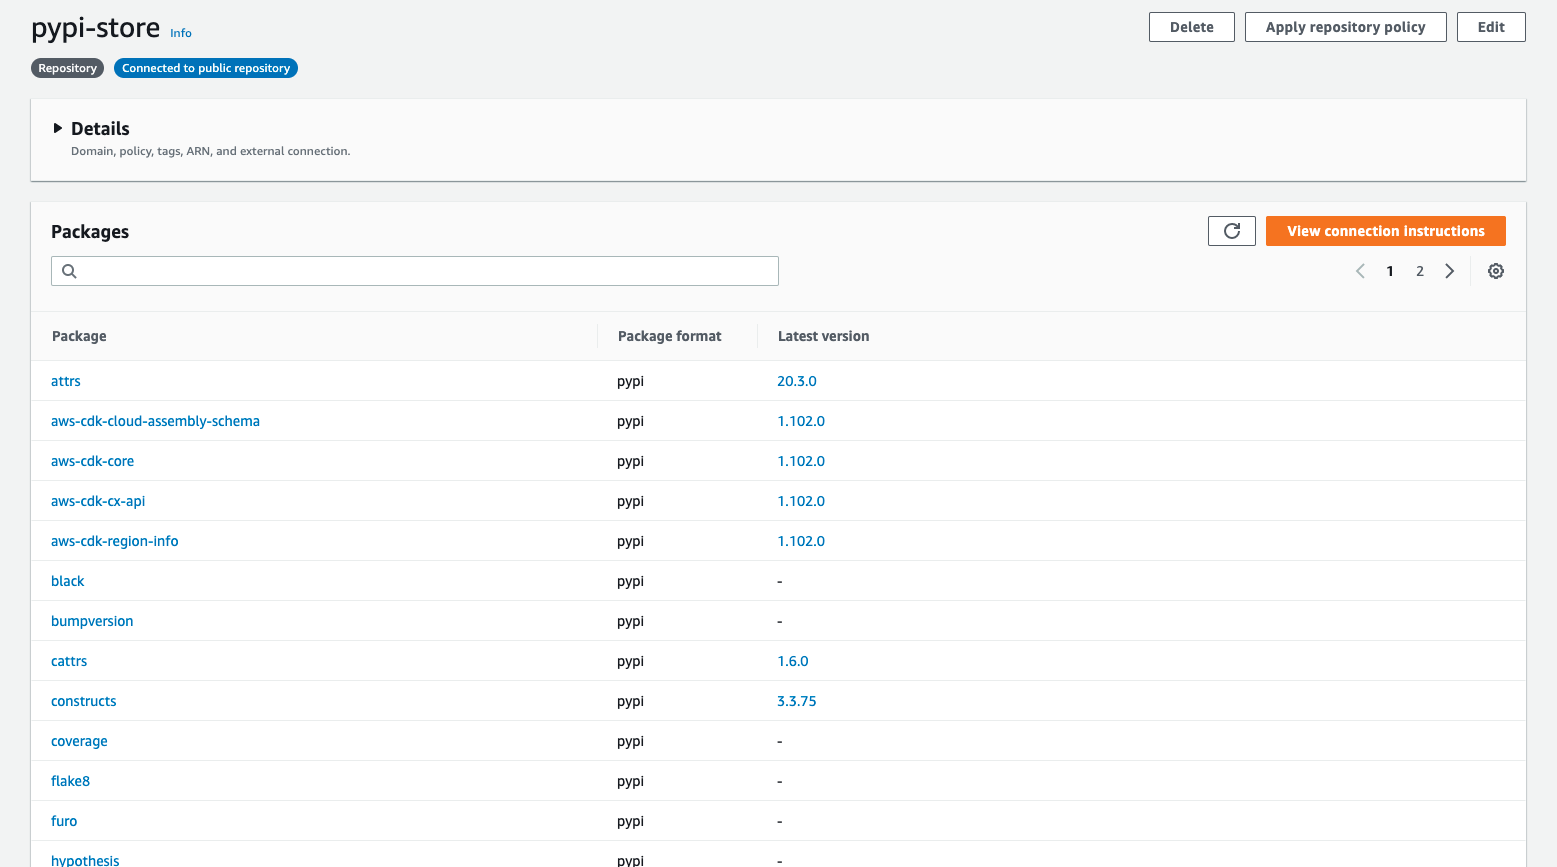 pypi-store Info
Delete Apply repository policy Edit
Repository Connected to public repository
Details
Domain, policy, tags, ARN, and external connection.
Packages
View connection instructions
1 2
Package Package format Latest version
attrs pypi 20.3.0
aws-cdk-cloud-assembly-schema pypi 1.102.0
aws-cdk-core pypi 1.102.0
aws-cdk-cx-api pypi 1.102.0
aws-cdk-region-info pypi 1.102.0
black pypi -
bumpversion pypi -
cattrs pypi 1.6.0
constructs pypi 3.3.75
coverage pypi -
flake8 pypi -
furo pypi -
hypothesis pypi -